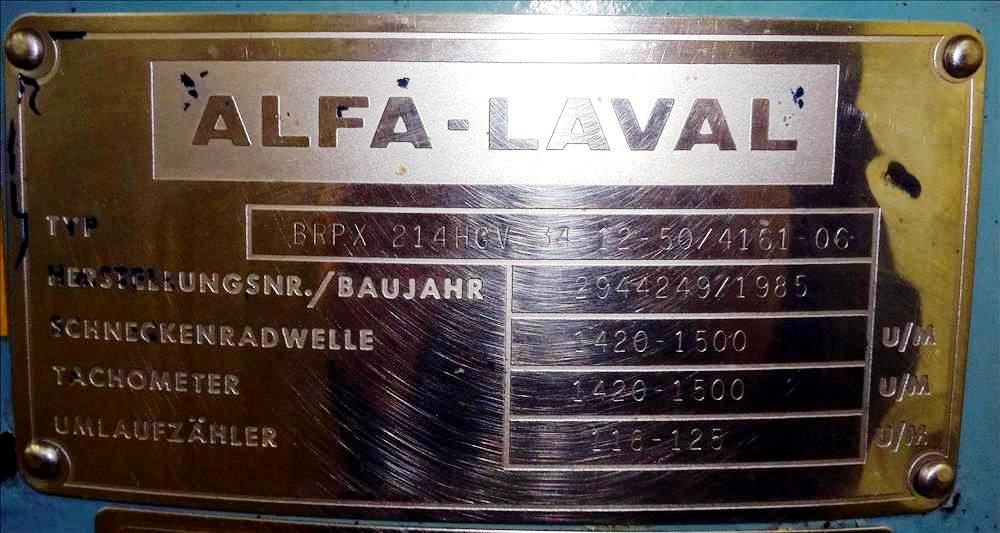 ALFA-LAVAL
TYP BRPX 214HGV 34 12-50/4161-06
HERSTELLUNGSNR./BAUJAHR 2944249/1985
SCHNECKENRADWELLE 1420-1500 U/M
TACHOMETER 1420-1500 U/M
UMLAUFZÄHLER 118-125 U/M